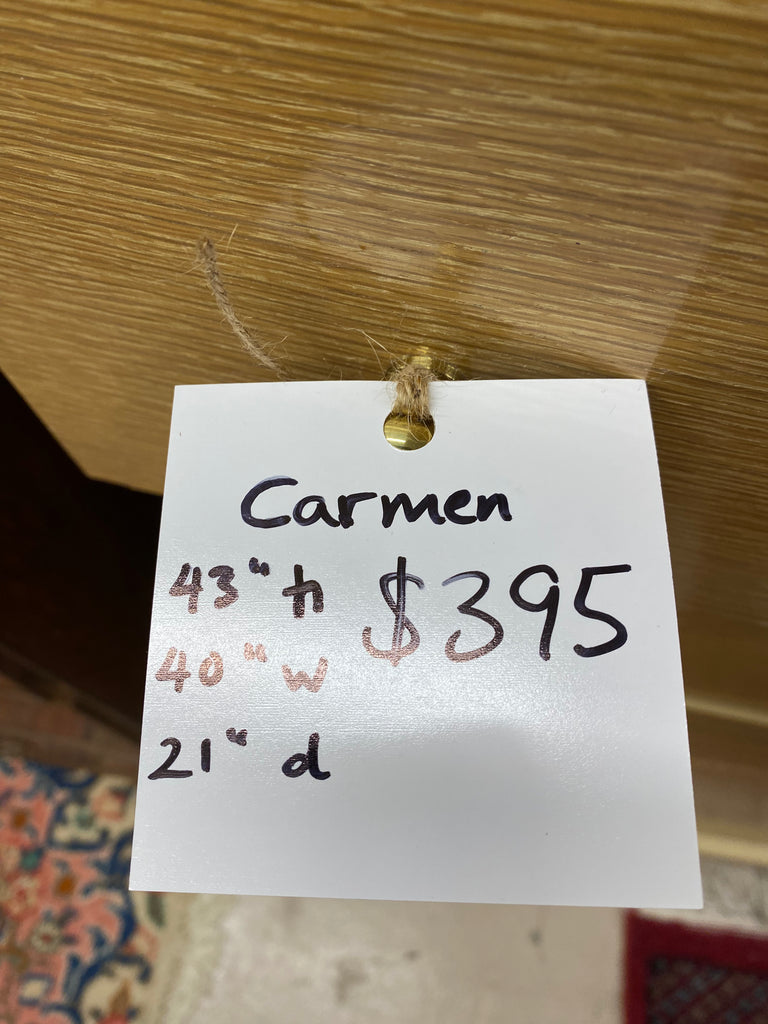 Carmen
43" h $395
40" w
21" d